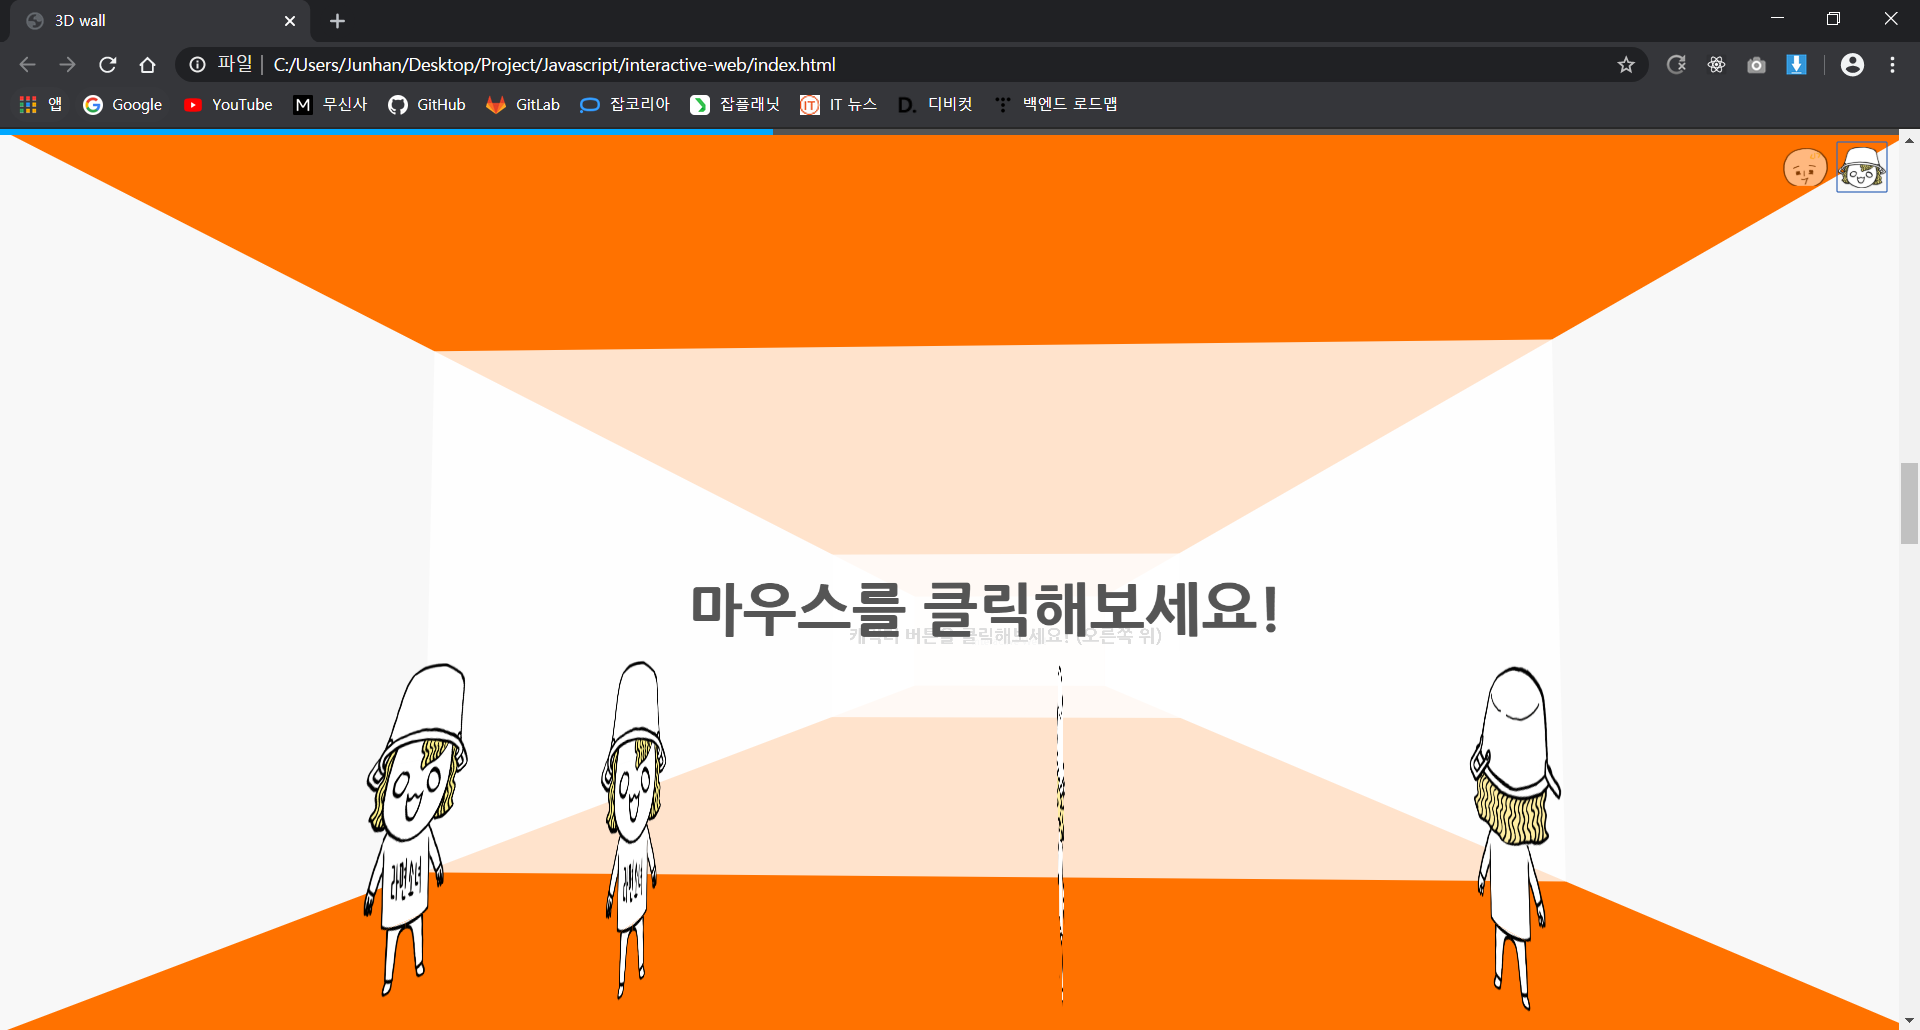 3D wall
파일 C:/Users/Junhan/Desktop/Project/Javascript/interactive-web/index.html
앱 Google YouTube M 무신사 GitHub GitLab 잡코리아 잡플래닛 IT IT 뉴스 D. 디비컷 백엔드 로드맵
마우스를 클릭해보세요!
캐릭터 버튼을 클릭해보세요! (오른쪽 위)
라면소녀 라면소녀